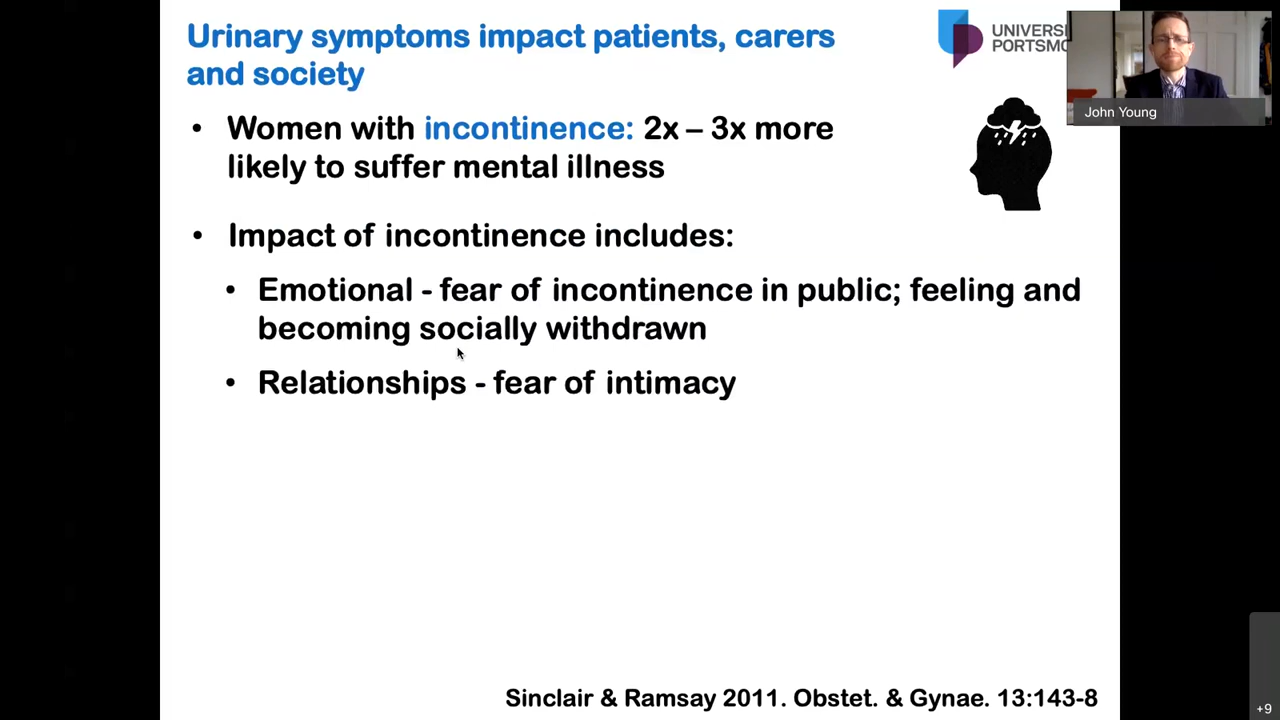 Urinary symptoms impact patients, carers
and society
UNIVERSI
PORTSMO
John Young
• Women with incontinence: 2x – 3x more
likely to suffer mental illness
• Impact of incontinence includes:
• Emotional - fear of incontinence in public; feeling and
becoming socially withdrawn
• Relationships - fear of intimacy
Sinclair & Ramsay 2011. Obstet. & Gynae. 13:143-8
+9